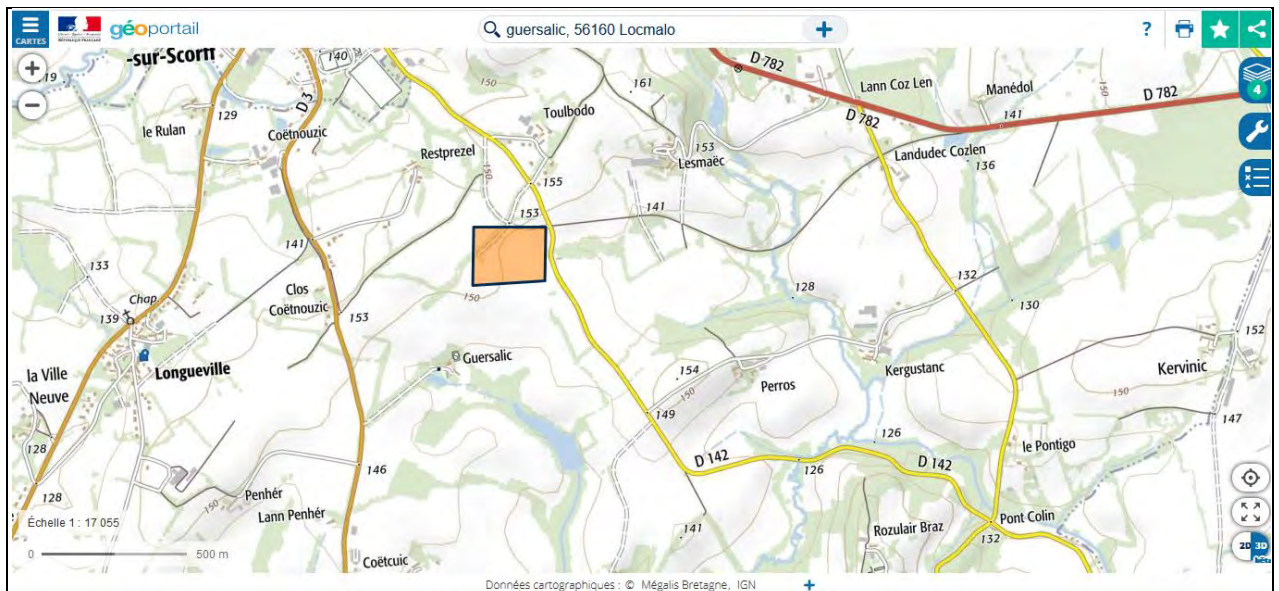 CARTES
géoportail
guersalic, 56160 Locmalo
+
?
4
+
−
-sur-Scorff
19
140
150
161
D 782
Lann Coz Len
Manédol
141
D 782
D 782
D 3
129
le Rulan
Coëtnouzic
Toulbodo
Restprezel
150
153
Lesmaëc
Landudec Cozlen
136
155
153
141
141
133
Clos
Coëtnouzic
Chap.
139
153
150
128
132
130
Longueville
la Ville
Neuve
Guersalic
154
150
Perros
Kergustanc
152
Kervinic
150
147
149
128
128
146
D 142
126
126
D 142
le Pontigo
150
Penhér
Lann Penhér
Échelle 1 : 17 055
0 500 m
Coëtcuic
141
Rozulair Braz
132
Pont Colin
2D 3D
Données cartographiques : © Mégalis Bretagne, IGN +